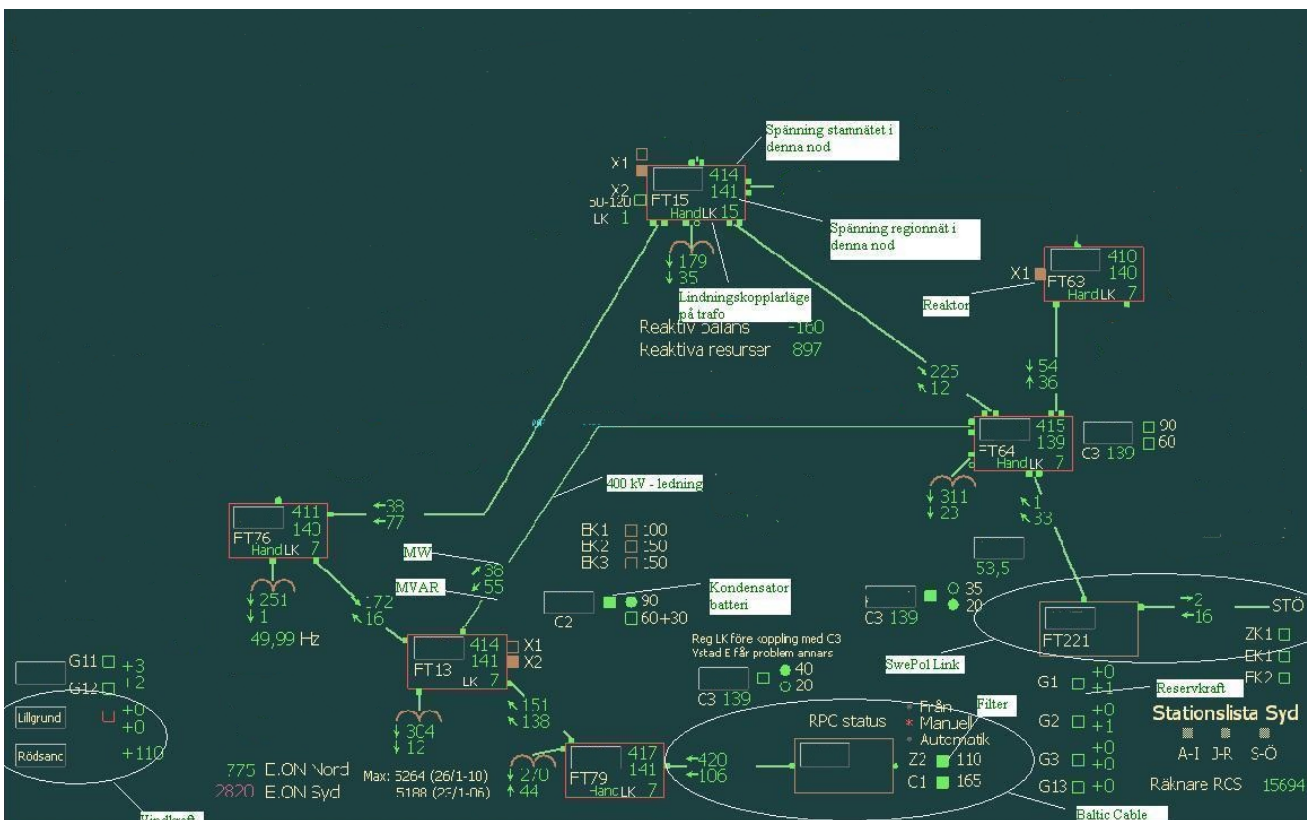 Spänning stamnätet i
denna nod
X1
X2
50-120
LK 1
FT15
414
141
Hand LK 15
Spänning regionnät i
denna nod
↓ 179
↓ 35
Lindningskopplarläge
på trafo
Reaktiv balans -160
Reaktiva resurser 897
X1
FT63
410
140
Hand LK 7
Reaktor
↘ 225
↖ 12
↓ 54
↑ 36
FT64
415
139
Hand LK 7
C3 139
90
60
↓ 311
↓ 23
↖ 1
↖ 33
53,5
400 kV - ledning
← 38
← 77
FT76
411
140
Hand LK 7
↓ 251
↓ 1
49,99 Hz
172
↖ 16
MW
MVAR
↗ 38
↙ 55
EK1 100
EK2 150
EK3 150
Kondensator
batteri
C2
90
60+30
FT13
414
141
LK 7
X1
X2
↓ 304
↓ 12
↖ 151
↖ 138
Reg LK före koppling med C3
Ystad E får problem annars
C3 139
40
20
C3 139
35
20
SwePol Link
FT221
→ 2
← 16
STÖ
ZK1
EK1
FK2
G11 +3
G12 +2
Lillgrund
+0
+0
Rödsand
+110
775 E.ON Nord
2820 E.ON Syd
Max: 5264 (26/1-10)
5188 (23/1-06)
↓ 270
↑ 44
FT79
417
141
Hand LK 7
← 420
← 106
RPC status
Från
* Manuell
Automatik
Filter
Z2 110
C1 165
Baltic Cable
G1 +0
+1
G2 +0
+1
G3 +0
+0
G13 +0
Reservkraft
Stationslista Syd
A-I J-R S-Ö
Räknare RCS 15694